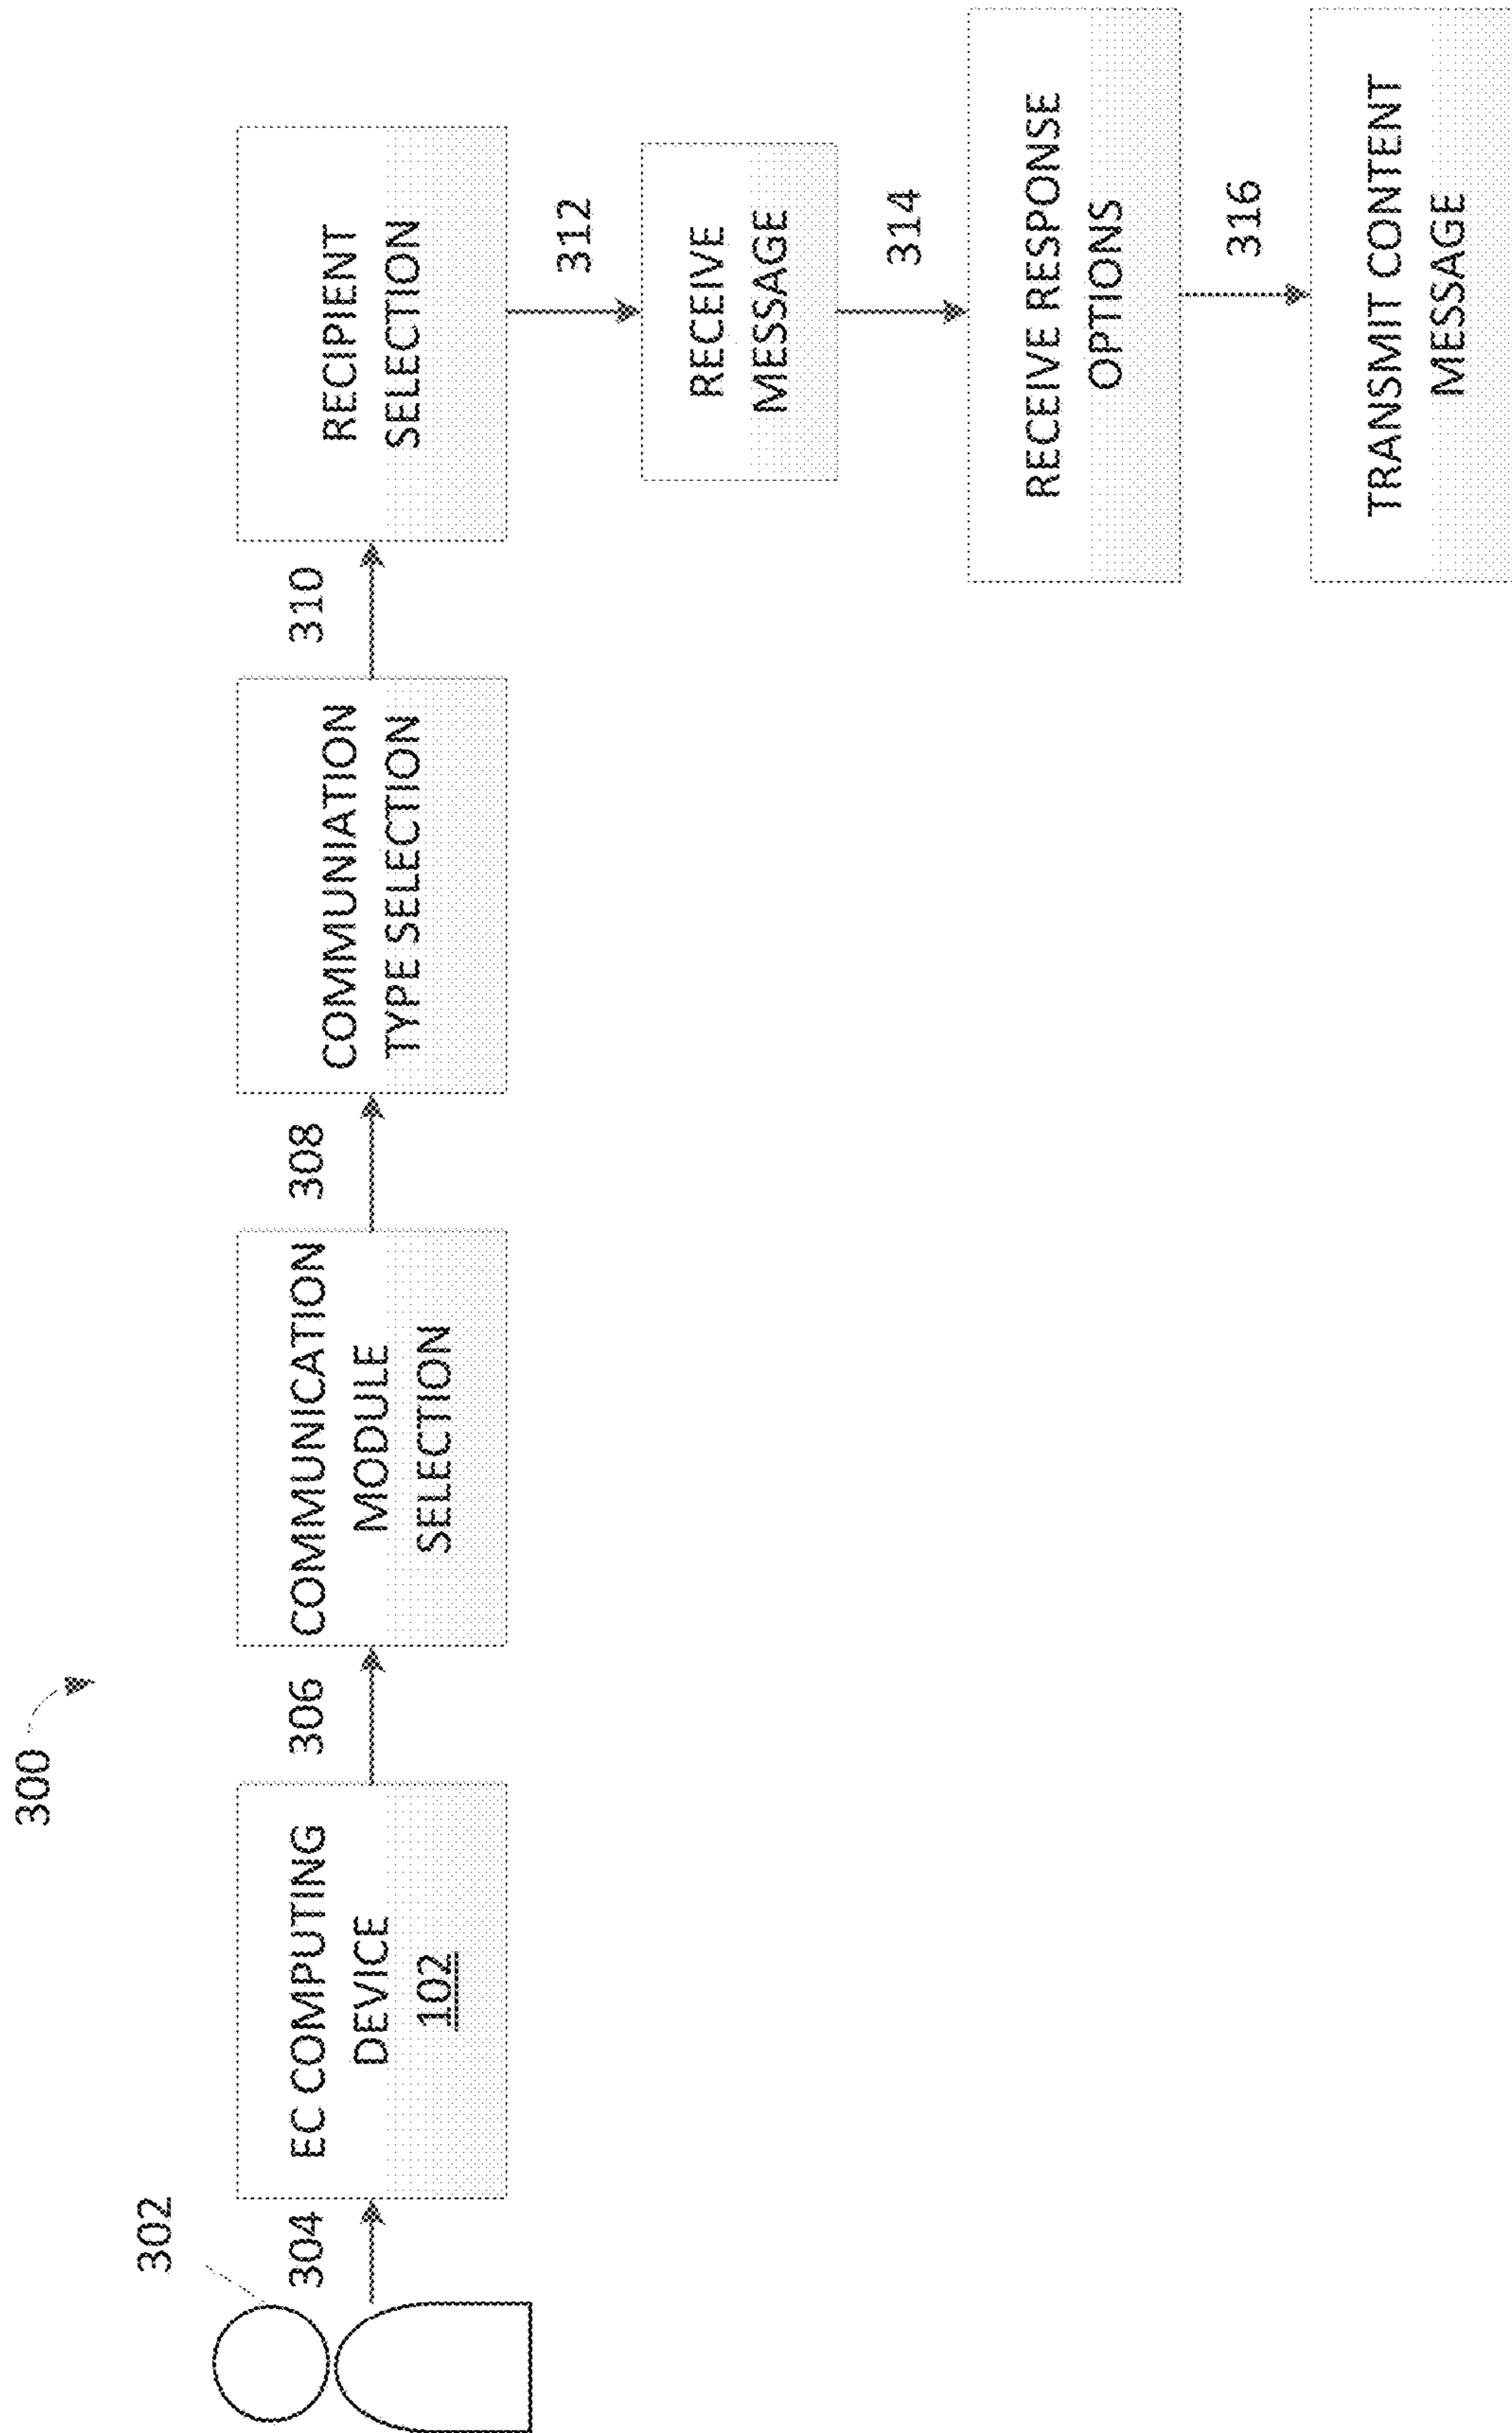 300
302
304
EC COMPUTING
DEVICE
102
306
COMMUNICATION
MODULE
SELECTION
308
COMMUNIATION
TYPE SELECTION
310
RECIPIENT
SELECTION
312
RECEIVE
MESSAGE
314
RECEIVE RESPONSE
OPTIONS
316
TRANSMIT CONTENT
MESSAGE